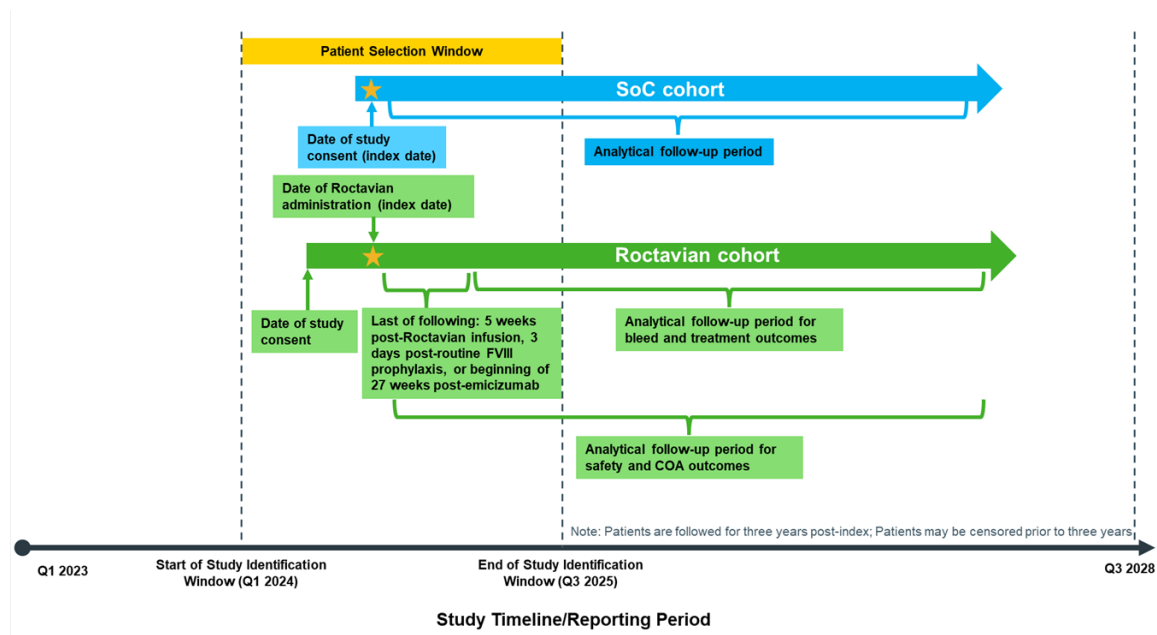 Patient Selection Window
SoC cohort
Date of study
consent (index date)
Analytical follow-up period
Date of Roctavian
administration (index date)
Roctavian cohort
Date of study
consent
Last of following: 5 weeks
post-Roctavian infusion, 3
days post-routine FVIII
prophylaxis, or beginning of
27 weeks post-emicizumab
Analytical follow-up period for
bleed and treatment outcomes
Analytical follow-up period for
safety and COA outcomes
Note: Patients are followed for three years post-index; Patients may be censored prior to three years
Q1 2023
Start of Study Identification
Window (Q1 2024)
End of Study Identification
Window (Q3 2025)
Q3 2028
Study Timeline/Reporting Period